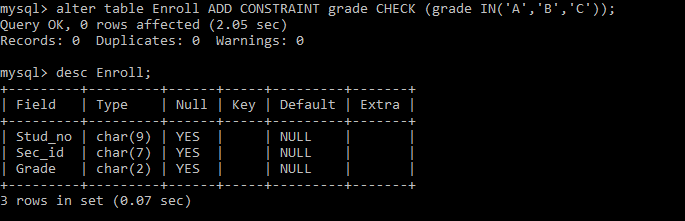 mysql> alter table Enroll ADD CONSTRAINT grade CHECK (grade IN('A','B','C'));
Query OK, 0 rows affected (2.05 sec)
Records: 0  Duplicates: 0  Warnings: 0

mysql> desc Enroll;
+---------+---------+------+-----+---------+-------+
| Field   | Type    | Null | Key | Default | Extra |
+---------+---------+------+-----+---------+-------+
| Stud_no | char(9) | YES  |     | NULL    |       |
| Sec_id  | char(7) | YES  |     | NULL    |       |
| Grade   | char(2) | YES  |     | NULL    |       |
+---------+---------+------+-----+---------+-------+
3 rows in set (0.07 sec)